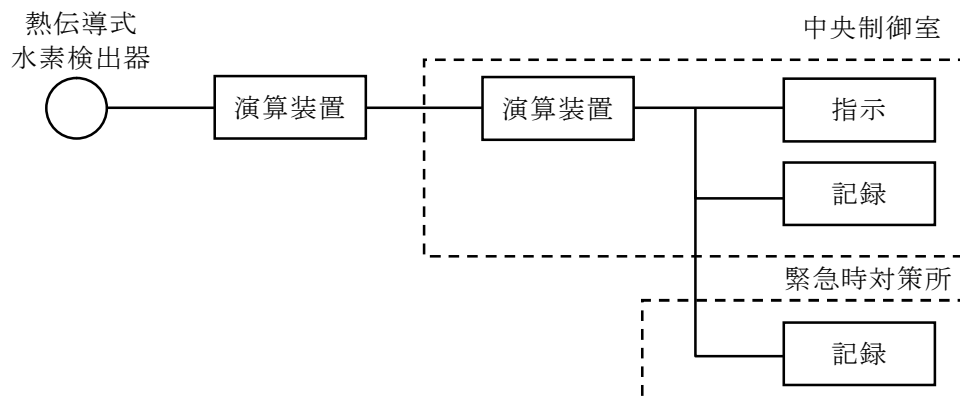 熱伝導式
水素検出器
中央制御室
演算装置
演算装置
指示
記録
緊急時対策所
記録